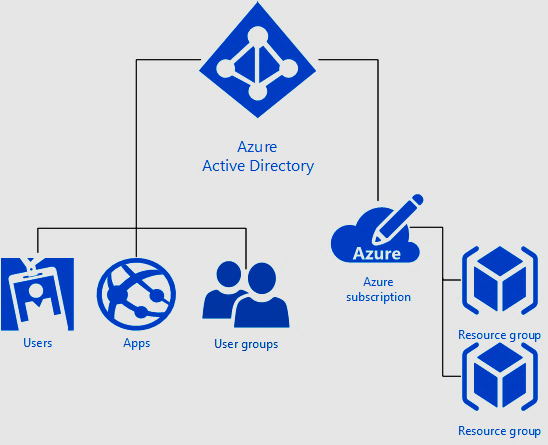 Azure
Active Directory
Azure
Azure
subscription
Users
Apps
User groups
Resource group
Resource group